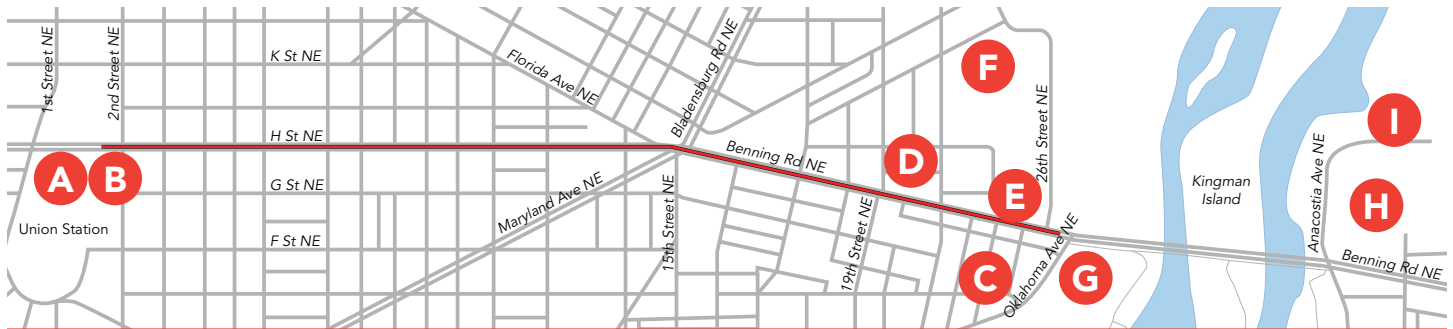 1st Street NE
2nd Street NE
K St NE
Florida Ave NE
Bladensburg Rd NE
F
26th Street NE
H St NE
A
B
G St NE
Maryland Ave NE
15th Street NE
Benning Rd NE
D
E
19th Street NE
Union Station
F St NE
C
Oklahoma Ave NE
G
Kingman
Island
Anacostia Ave NE
I
H
Benning Rd NE